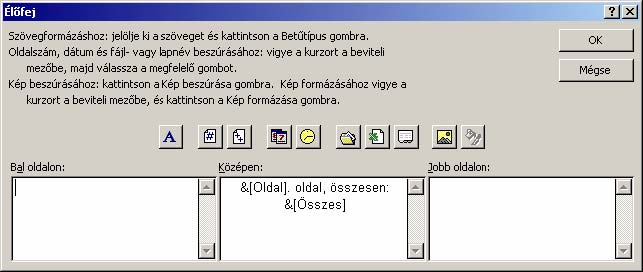 Élőfej
Szövegformázáshoz: jelölje ki a szöveget és kattintson a Betűtípus gombra.
Oldalszám, dátum és fájl- vagy lapnév beszúrásához: vigye a kurzort a beviteli
mezőbe, majd válassza a megfelelő gombot.
Kép beszúrásához: kattintson a Kép beszúrása gombra. Kép formázásához vigye a
kurzort a beviteli mezőbe, és kattintson a Kép formázása gombra.
OK
Mégse
Bal oldalon:
Középen:
Jobb oldalon:
&[Oldal]. oldal, összesen:
&[Összes]